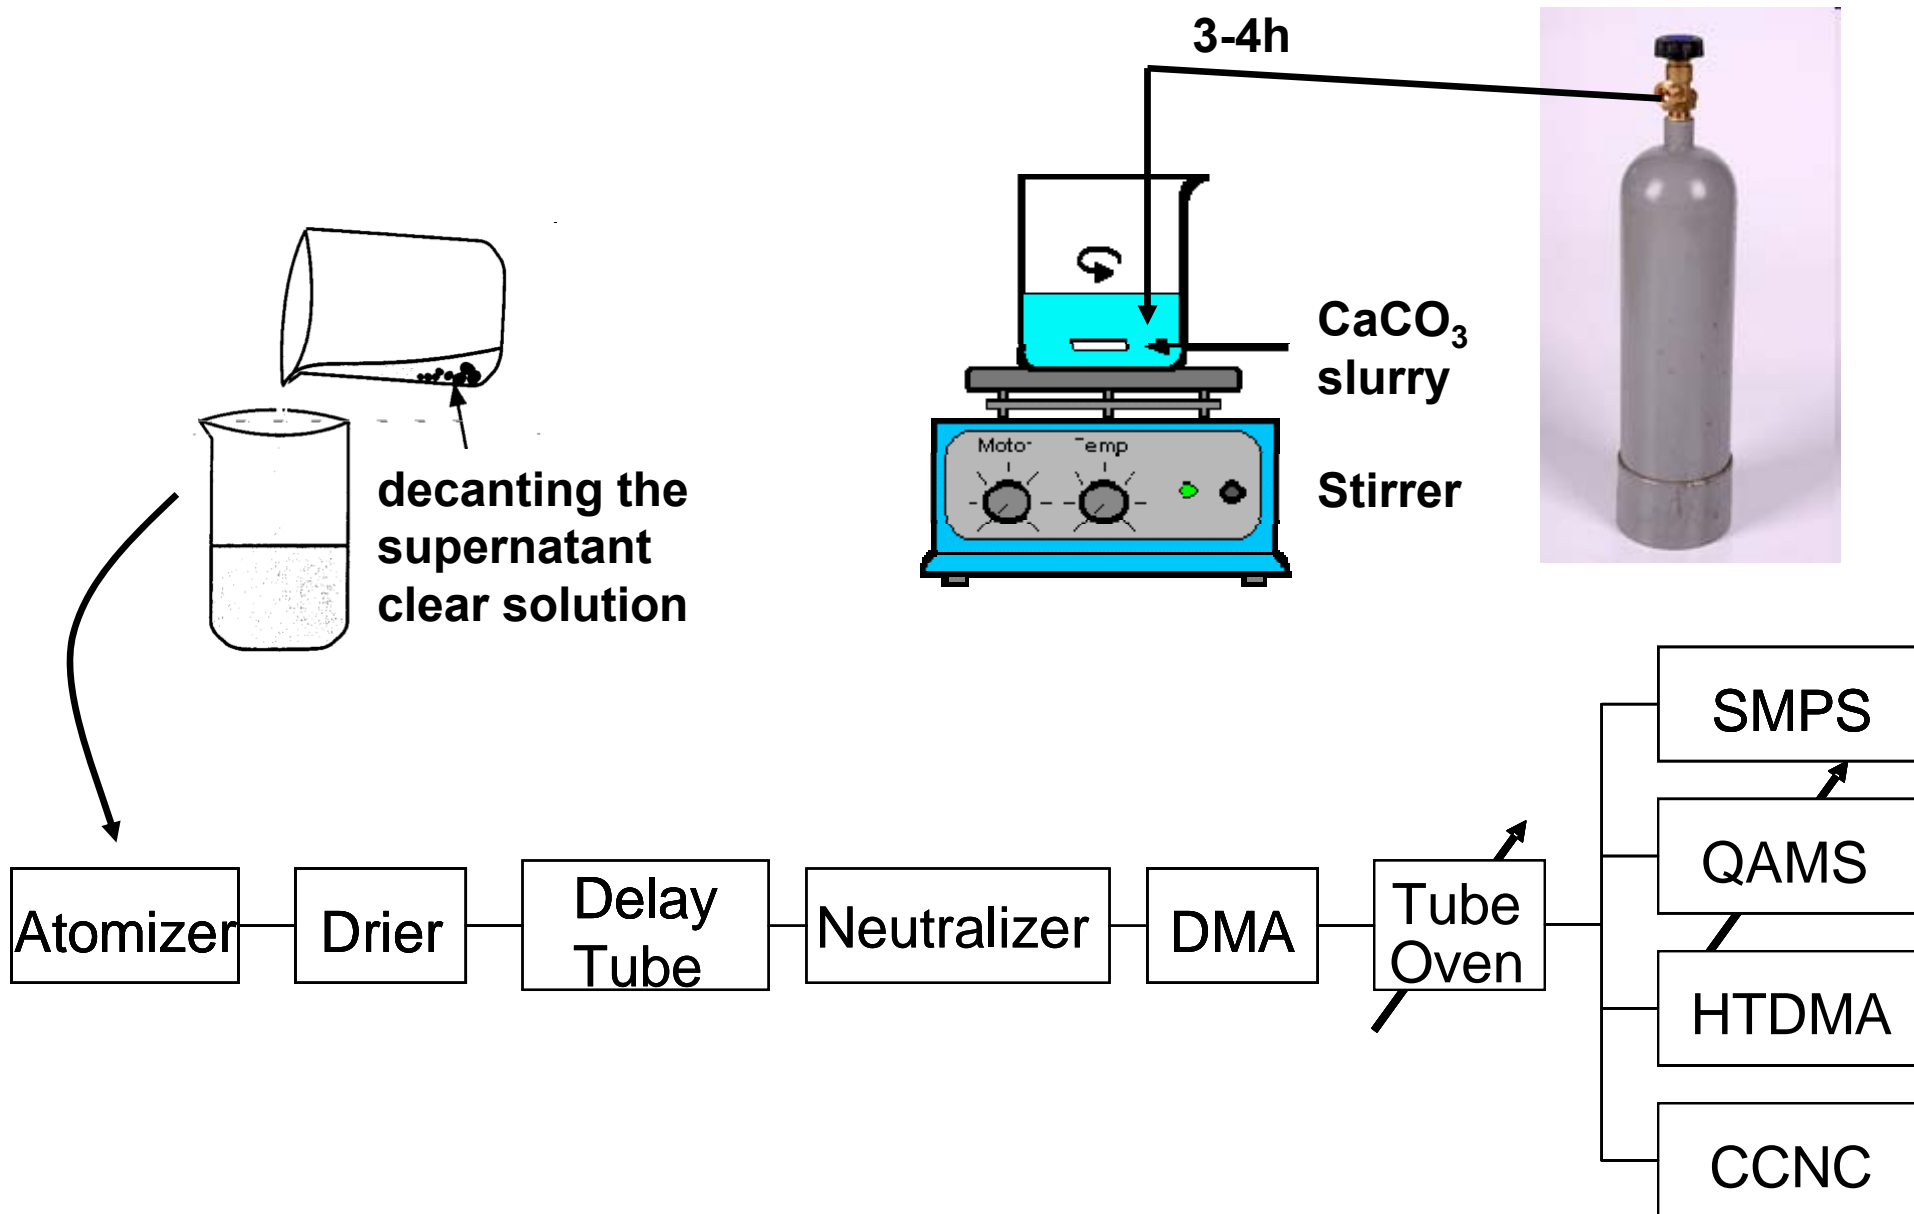 3-4h
CaCO₃
slurry
Motor
Temp
Stirrer
decanting the
supernatant
clear solution
Atomizer
Drier
Delay
Tube
Neutralizer
DMA
Tube
Oven
SMPS
QAMS
HTDMA
CCNC